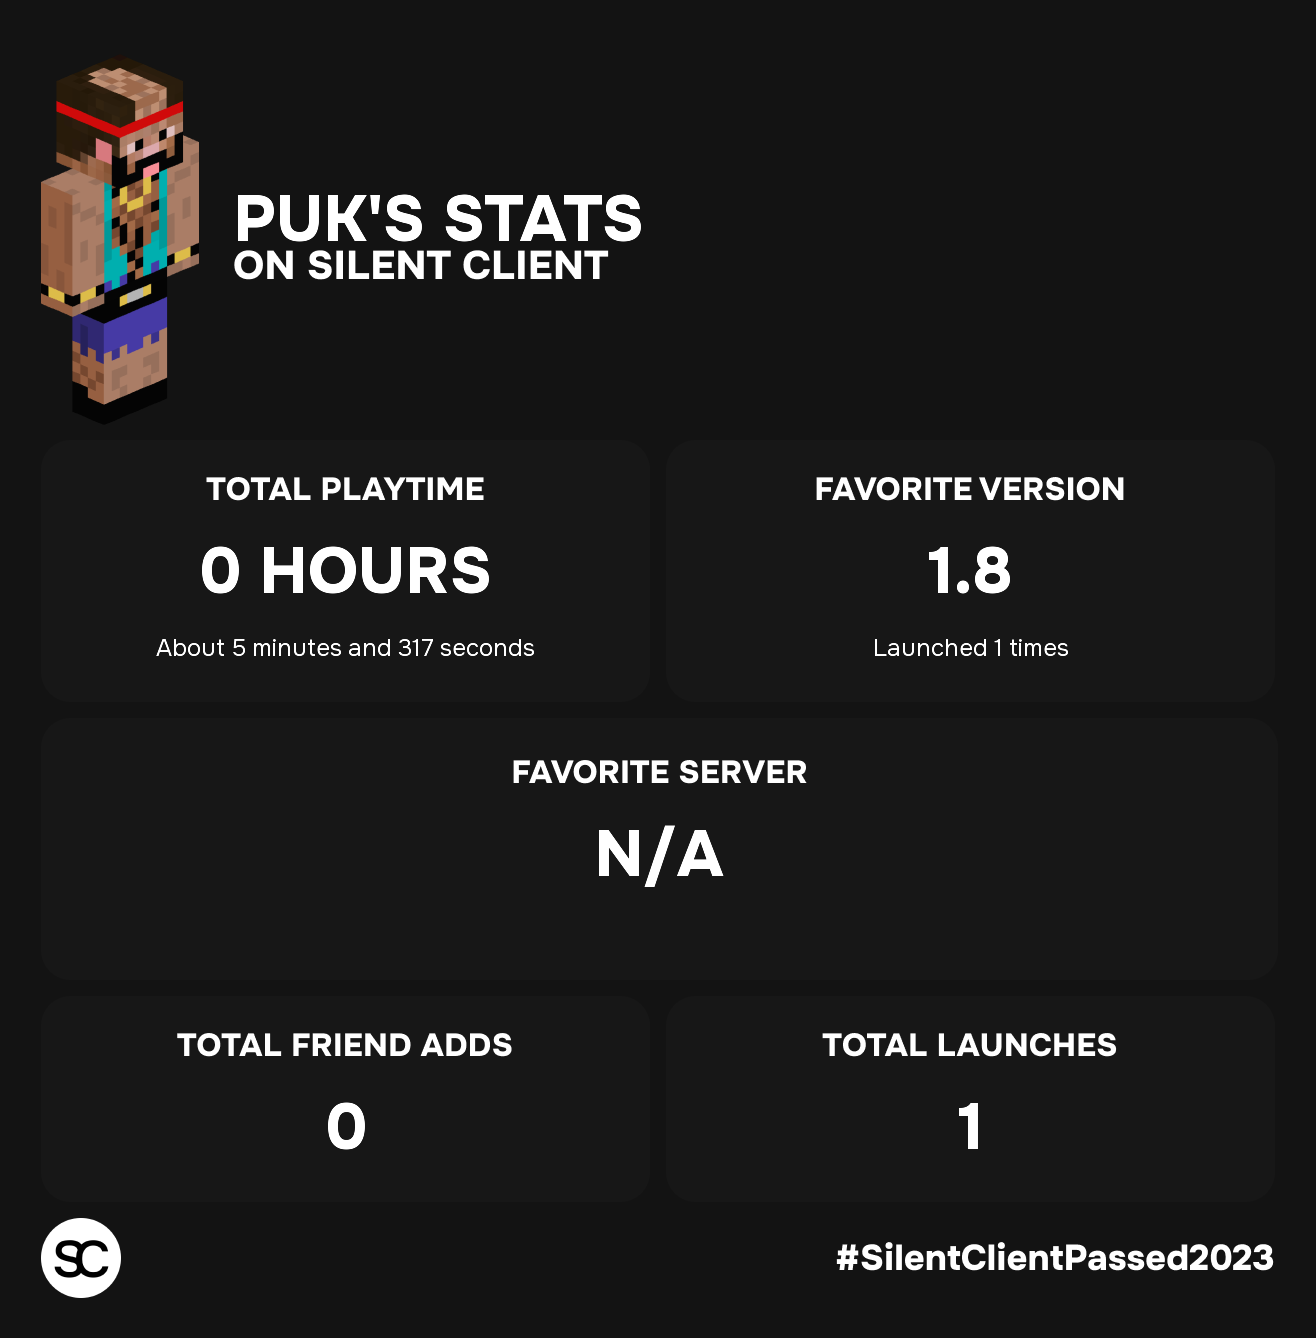 PUK'S STATS
ON SILENT CLIENT
TOTAL PLAYTIME
0 HOURS
About 5 minutes and 317 seconds
FAVORITE VERSION
1.8
Launched 1 times
FAVORITE SERVER
N/A
TOTAL FRIEND ADDS
0
TOTAL LAUNCHES
1
SC
#SilentClientPassed2023